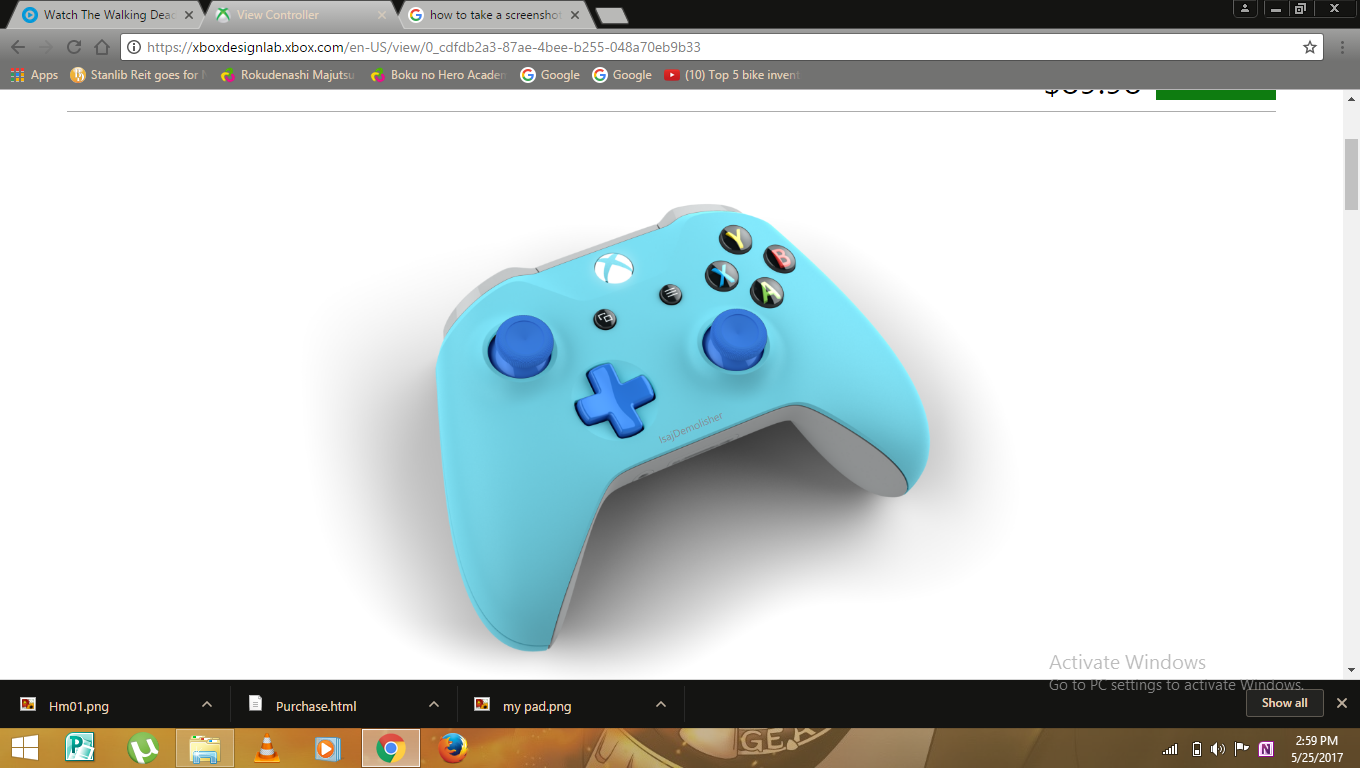 Watch The Walking Dead
View Controller
how to take a screenshot
https://xboxdesignlab.xbox.com/en-US/view/0_cdfdb2a3-87ae-4bee-b255-048a70eb9b33
Apps
Stanlib Reit goes for
Rokudenashi Majutsu
Boku no Hero Academ
Google
Google
(10) Top 5 bike invent
Y
B
X
A
IsajDemolisher
Activate Windows
Go to PC settings to activate Windows.
Hm01.png
Purchase.html
my pad.png
Show all
GEA
2:59 PM
5/25/2017